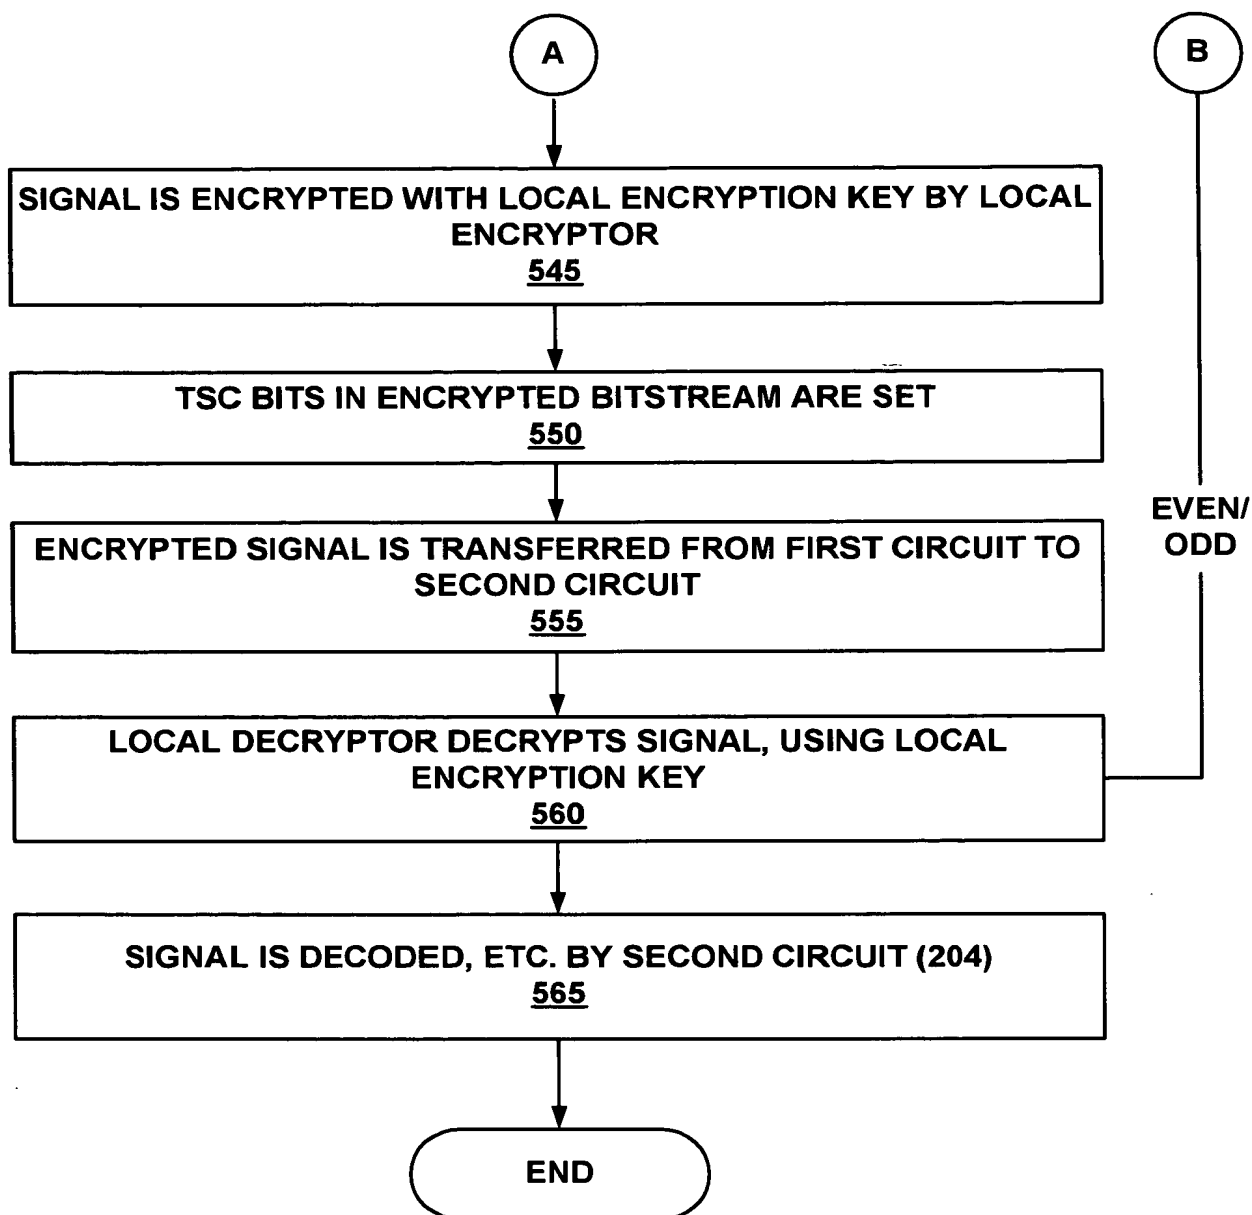 A
B
SIGNAL IS ENCRYPTED WITH LOCAL ENCRYPTION KEY BY LOCAL
ENCRYPTOR
545
TSC BITS IN ENCRYPTED BITSTREAM ARE SET
550
EVEN/
ODD
ENCRYPTED SIGNAL IS TRANSFERRED FROM FIRST CIRCUIT TO
SECOND CIRCUIT
555
LOCAL DECRYPTOR DECRYPTS SIGNAL, USING LOCAL
ENCRYPTION KEY
560
SIGNAL IS DECODED, ETC. BY SECOND CIRCUIT (204)
565
END